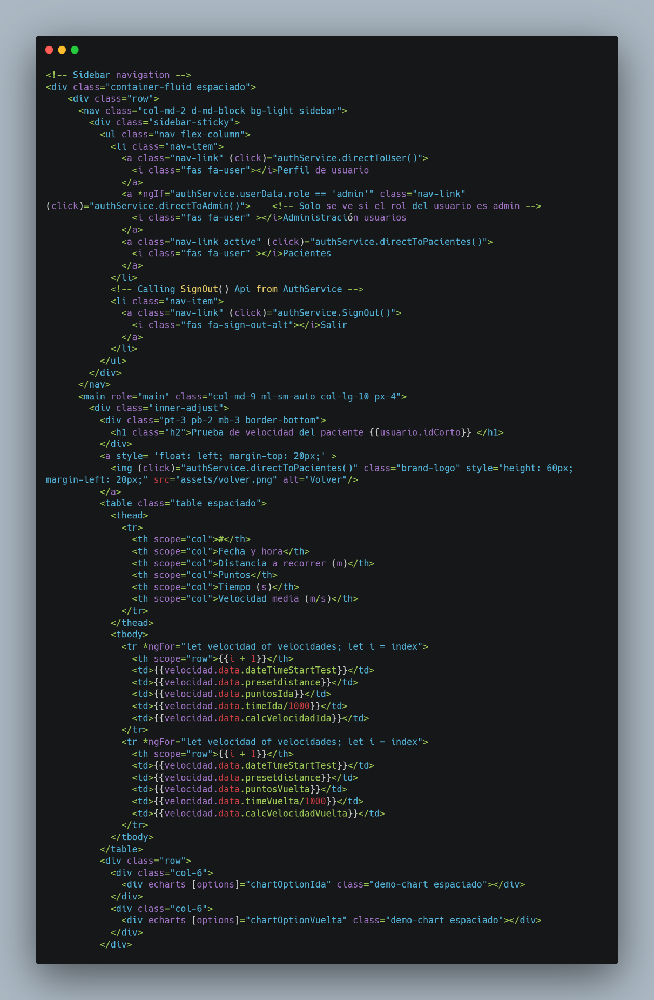 <!-- Sidebar navigation -->
<div class="container-fluid espaciado">
    <div class="row">
      <nav class="col-md-2 d-md-block bg-light sidebar">
        <div class="sidebar-sticky">
          <ul class="nav flex-column">
            <li class="nav-item">
              <a class="nav-link" (click)="authService.directToUser()">
                <i class="fas fa-user"></i>Perfil de usuario
              </a>
              <a *ngIf="authService.userData.role == 'admin'" class="nav-link"
(click)="authService.directToAdmin()">    <!-- Solo se ve si el rol del usuario es admin -->
                <i class="fas fa-user" ></i>Administración usuarios
              </a>
              <a class="nav-link active" (click)="authService.directToPacientes()">
                <i class="fas fa-user" ></i>Pacientes
              </a>
            </li>
            <!-- Calling SignOut() Api from AuthService -->
            <li class="nav-item">
              <a class="nav-link" (click)="authService.SignOut()">
                <i class="fas fa-sign-out-alt"></i>Salir
              </a>
            </li>
          </ul>
        </div>
      </nav>
      <main role="main" class="col-md-9 ml-sm-auto col-lg-10 px-4">
        <div class="inner-adjust">
          <div class="pt-3 pb-2 mb-3 border-bottom">
            <h1 class="h2">Prueba de velocidad del paciente {{usuario.idCorto}} </h1>
          </div>
          <a style= 'float: left; margin-top: 20px;' >
            <img (click)="authService.directToPacientes()" class="brand-logo" style="height: 60px;
margin-left: 20px;" src="assets/volver.png" alt="Volver"/>
          </a>
          <table class="table espaciado">
            <thead>
              <tr>
                <th scope="col">#</th>
                <th scope="col">Fecha y hora</th>
                <th scope="col">Distancia a recorrer (m)</th>
                <th scope="col">Puntos</th>
                <th scope="col">Tiempo (s)</th>
                <th scope="col">Velocidad media (m/s)</th>
              </tr>
            </thead>
            <tbody>
              <tr *ngFor="let velocidad of velocidades; let i = index">
                <th scope="row">{{i + 1}}</th>
                <td>{{velocidad.data.dateTimeStartTest}}</td>
                <td>{{velocidad.data.presetdistance}}</td>
                <td>{{velocidad.data.puntosIda}}</td>
                <td>{{velocidad.data.timeIda/1000}}</td>
                <td>{{velocidad.data.calcVelocidadIda}}</td>
              </tr>
              <tr *ngFor="let velocidad of velocidades; let i = index">
                <th scope="row">{{i + 1}}</th>
                <td>{{velocidad.data.dateTimeStartTest}}</td>
                <td>{{velocidad.data.presetdistance}}</td>
                <td>{{velocidad.data.puntosVuelta}}</td>
                <td>{{velocidad.data.timeVuelta/1000}}</td>
                <td>{{velocidad.data.calcVelocidadVuelta}}</td>
              </tr>
            </tbody>
          </table>
          <div class="row">
            <div class="col-6">
              <div echarts [options]="chartOptionIda" class="demo-chart espaciado"></div>
            </div>
            <div class="col-6">
              <div echarts [options]="chartOptionVuelta" class="demo-chart espaciado"></div>
            </div>
          </div>